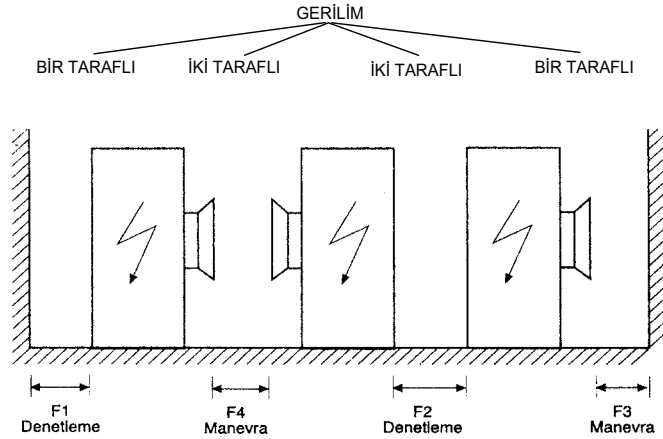 GERİLİM
BİR TARAFLI
İKİ TARAFLI
İKİ TARAFLI
BİR TARAFLI
F1
Denetleme
F4
Manevra
F2
Denetleme
F3
Manevra